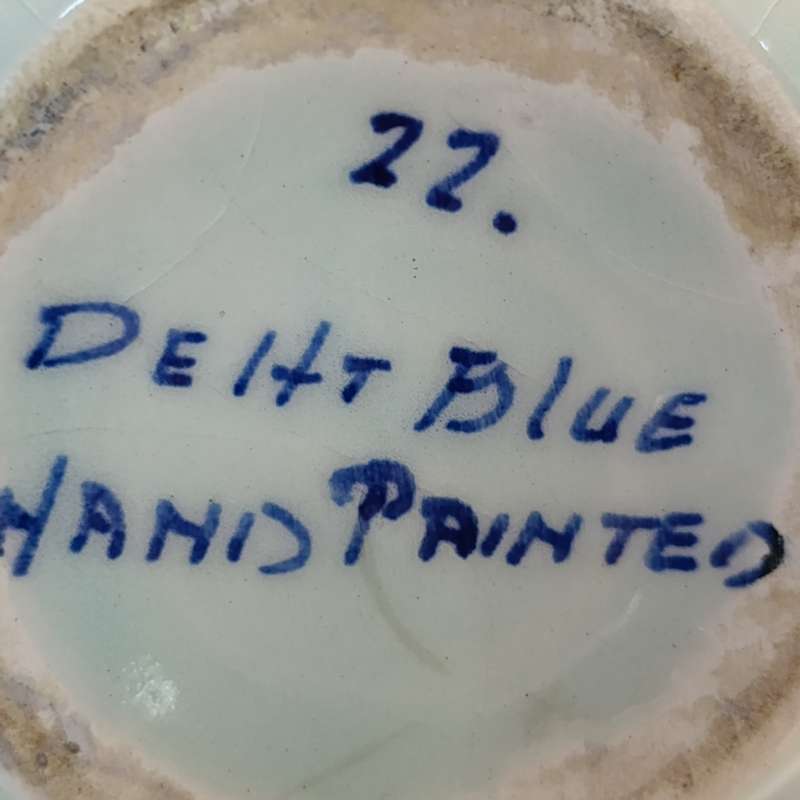 22.
DElft BlUE
HAND PAINTED